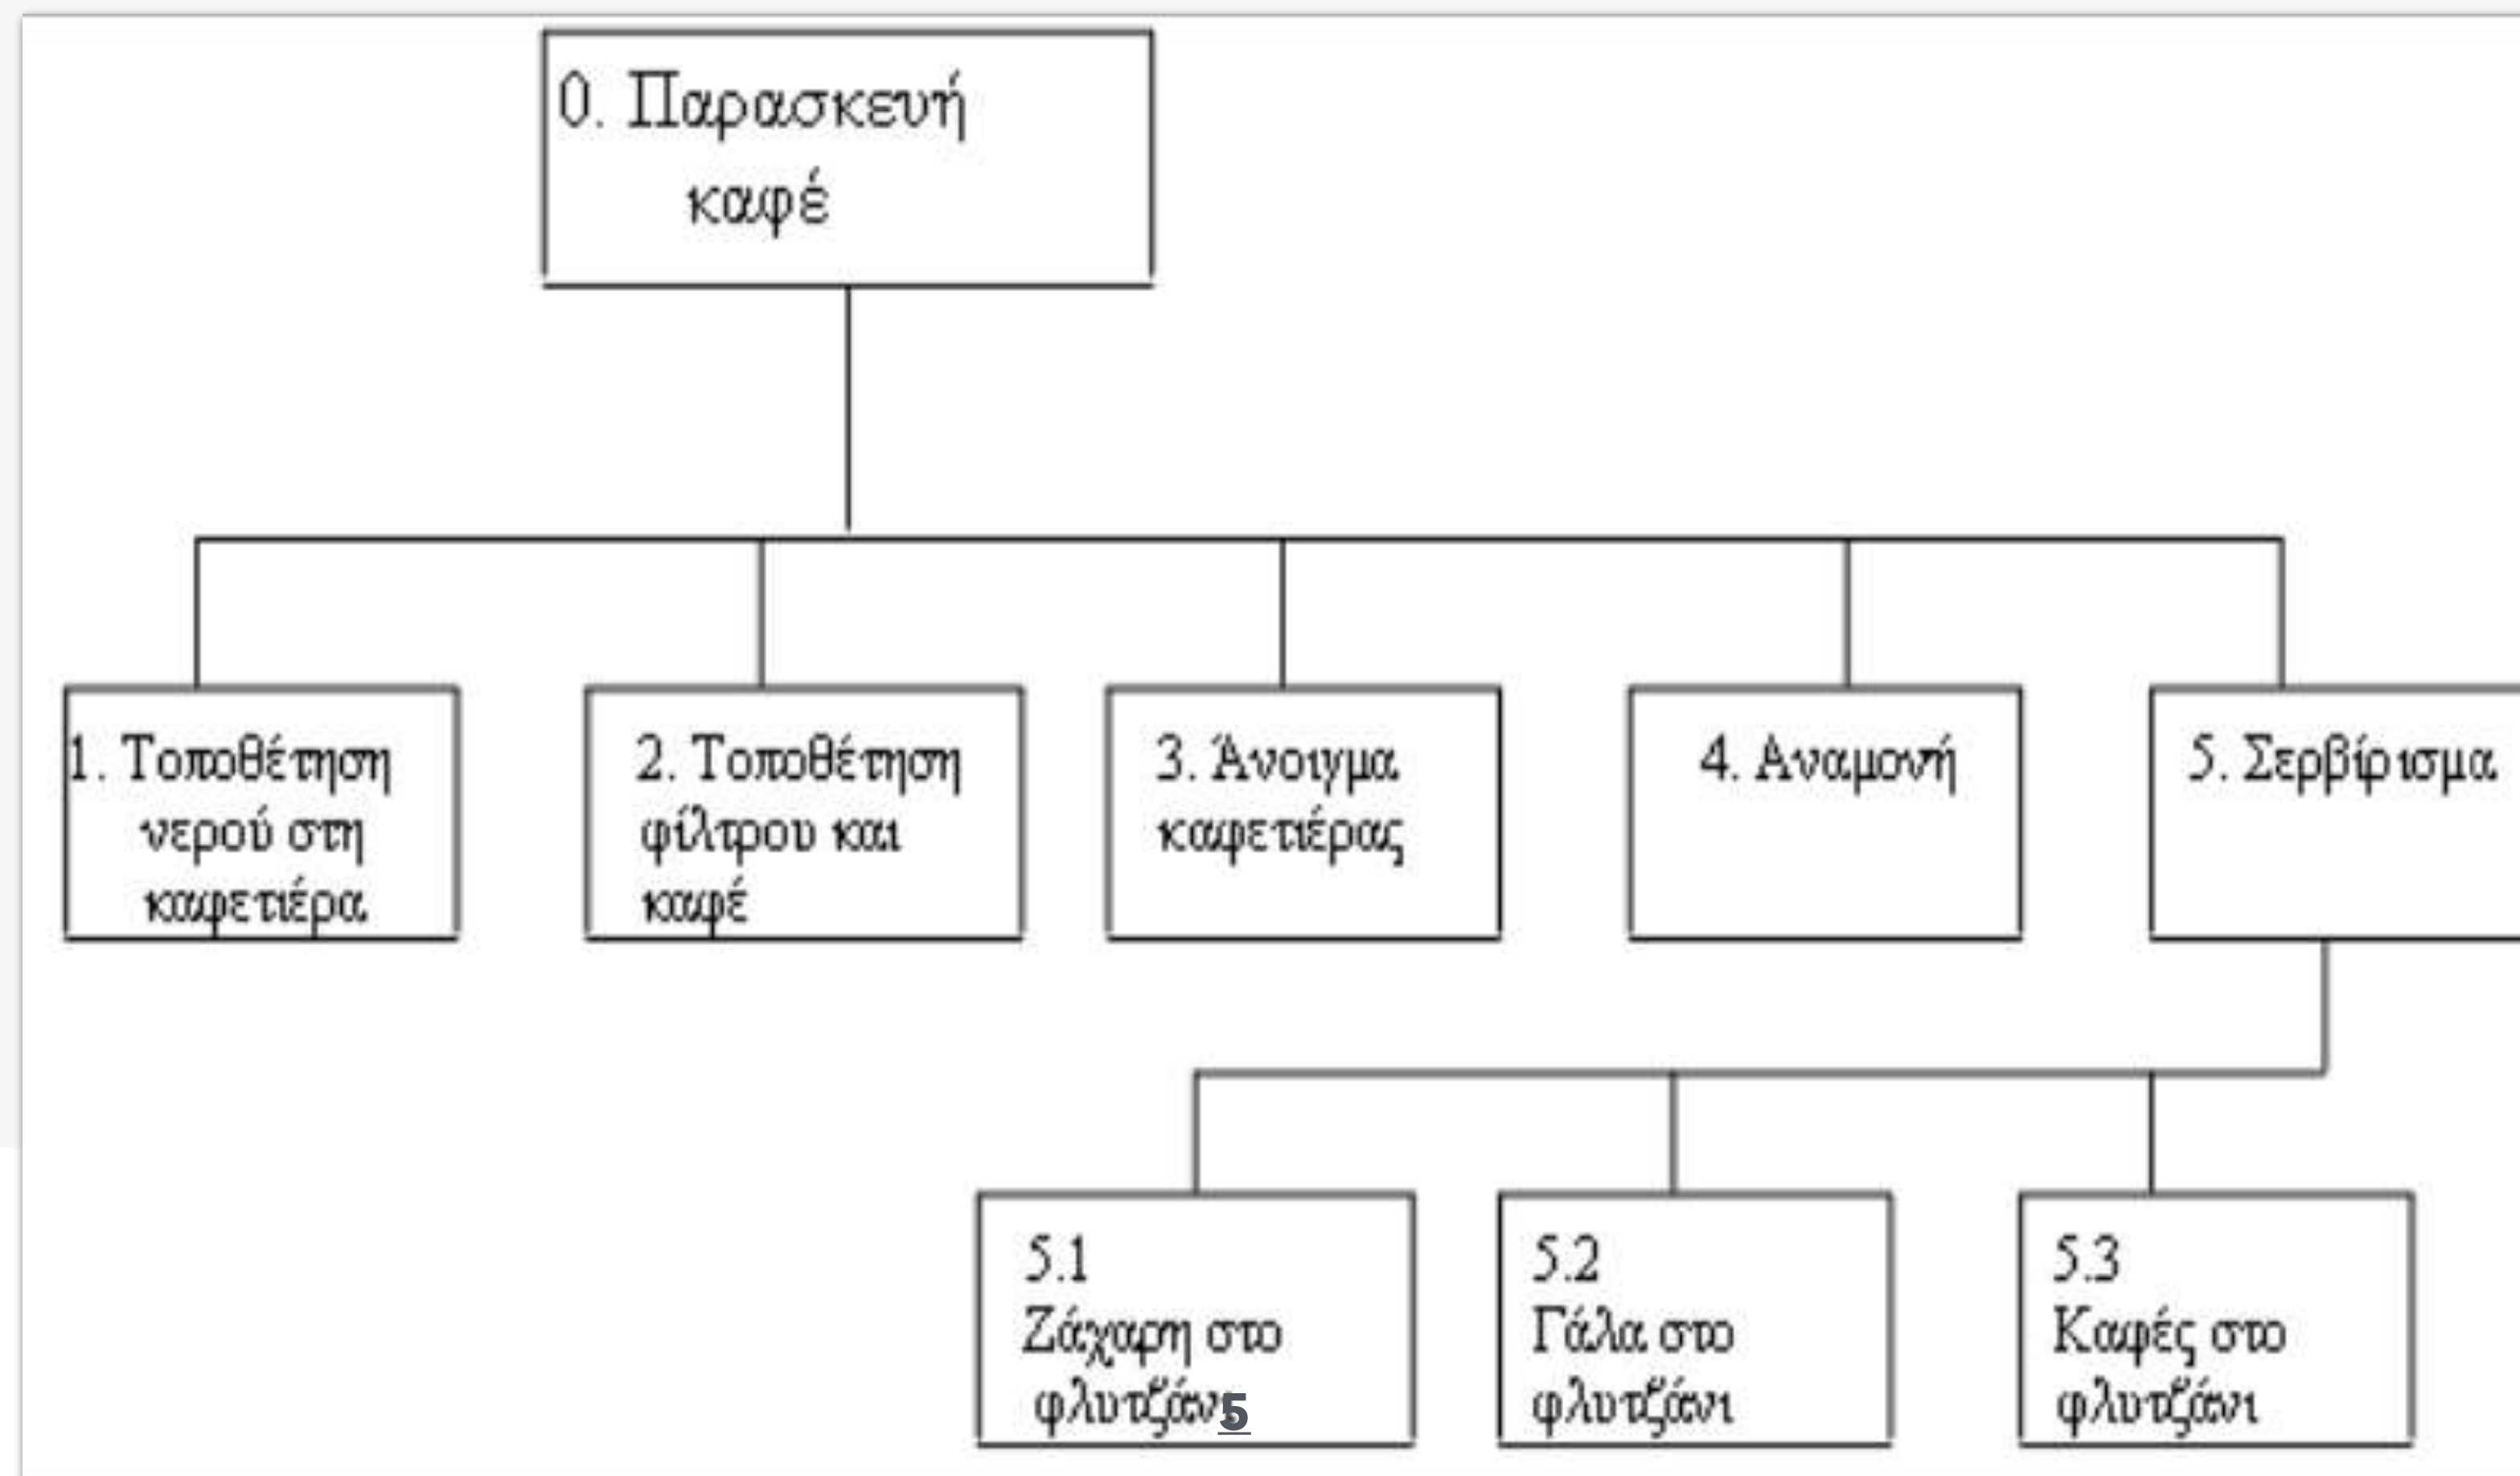 0. Παρασκευή
καφέ
1. Τοποθέτηση
νερού στη
καφετιέρα
2. Τοποθέτηση
φίλτρου και
καφέ
3. Άνοιγμα
καφετιέρας
4. Αναμονή
5. Σερβίρισμα
5.1
Ζάχαρη στο
φλυτζάνι
5.2
Γάλα στο
φλυτζάνι
5.3
Καφές στο
φλυτζάνι
5